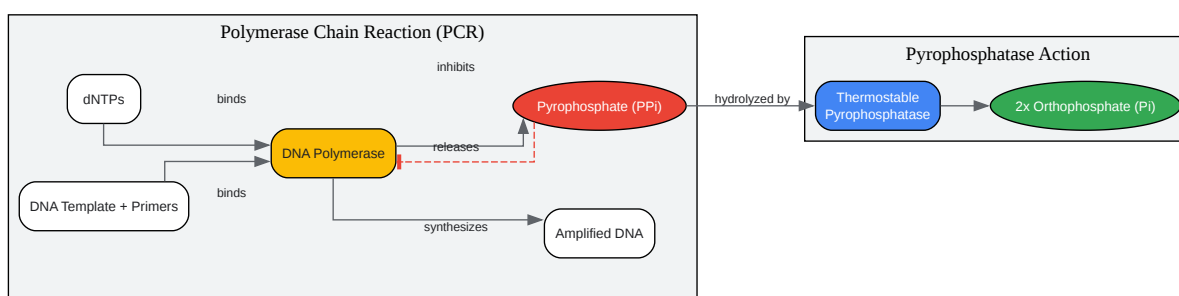 Polymerase Chain Reaction (PCR)
Pyrophosphatase Action
inhibits
dNTPs
binds
Pyrophosphate (PPi)
hydrolyzed by
Thermostable
Pyrophosphatase
2x Orthophosphate (Pi)
DNA Polymerase
releases
DNA Template + Primers
binds
synthesizes
Amplified DNA